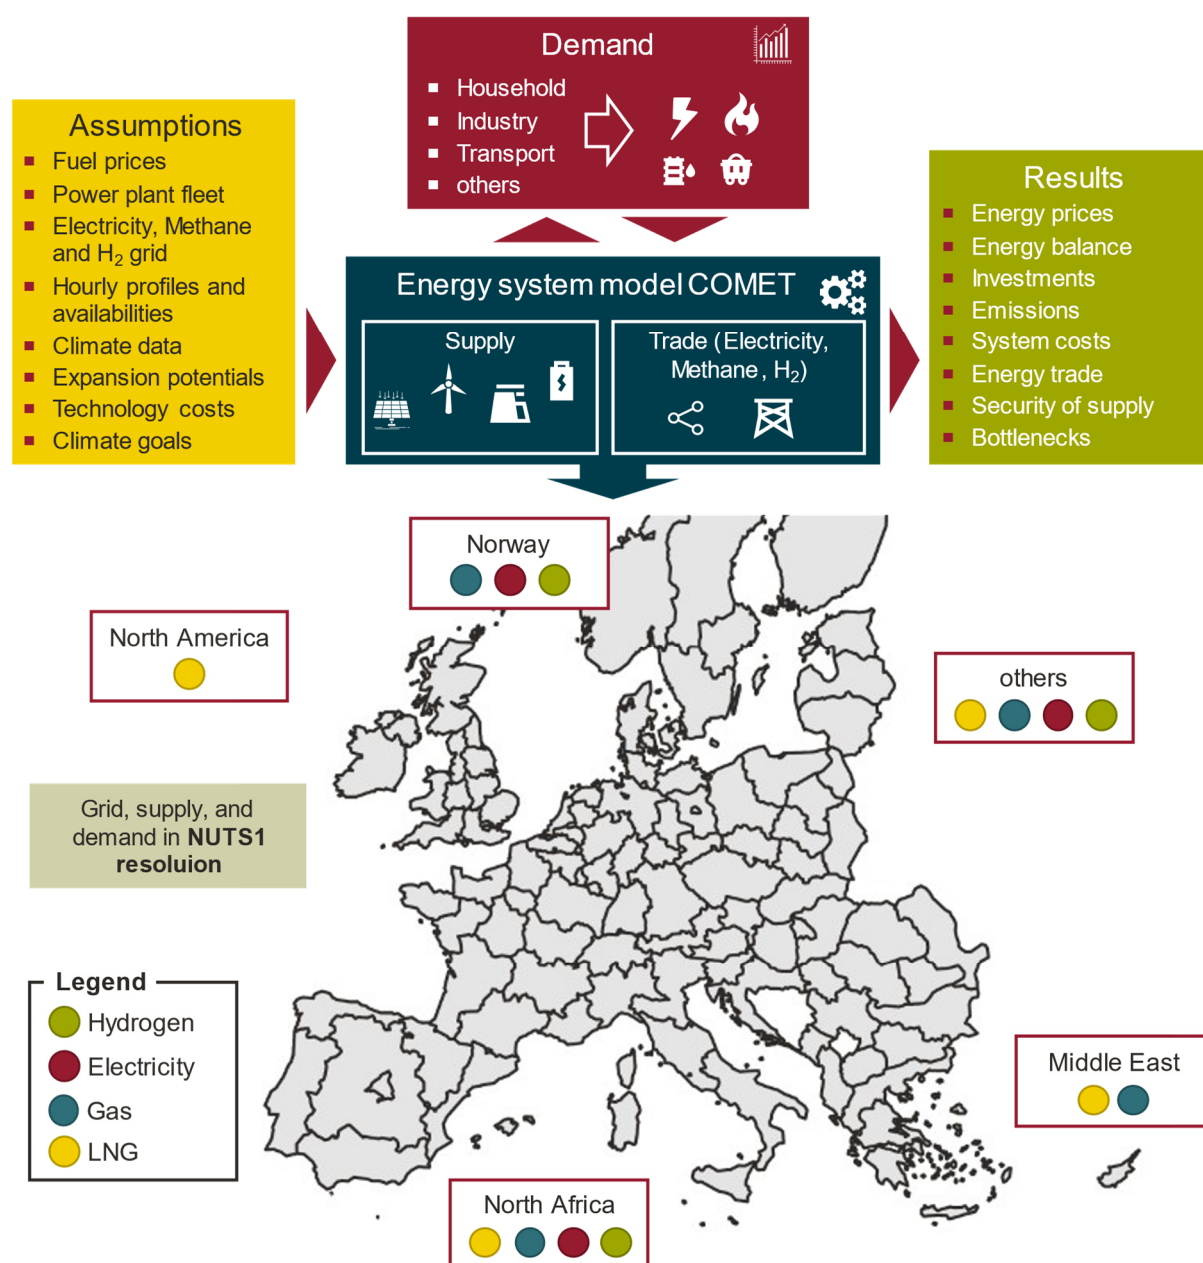 Demand
Household
Industry
Transport
others
Assumptions
Fuel prices
Power plant fleet
Electricity, Methane
and H₂ grid
Hourly profiles and
availabilities
Climate data
Expansion potentials
Technology costs
Climate goals
Energy system model COMET
Supply
Trade (Electricity,
Methane, H₂)
Results
Energy prices
Energy balance
Investments
Emissions
System costs
Energy trade
Security of supply
Bottlenecks
Norway
North America
others
Grid, supply, and
demand in NUTS1
resoluion
Legend
Hydrogen
Electricity
Gas
LNG
Middle East
North Africa